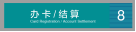 办卡/结算 8
Card Registration / Account Settlement